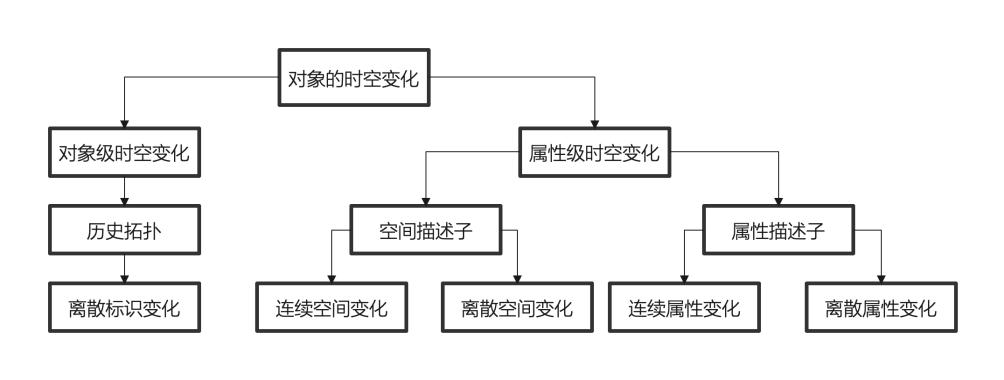 对象的时空变化
对象级时空变化
属性级时空变化
历史拓扑
空间描述子
属性描述子
离散标识变化
连续空间变化
离散空间变化
连续属性变化
离散属性变化